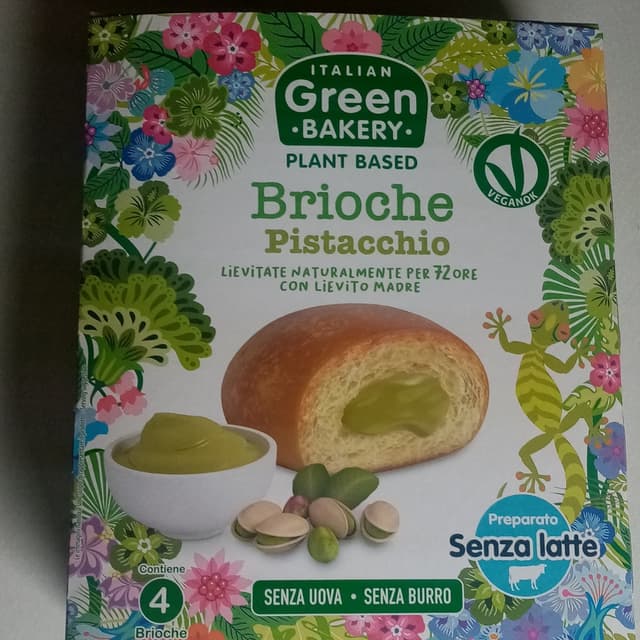 ITALIAN
Green
•BAKERY•
PLANT BASED
VEGANOK
Brioche
Pistacchio
LIEVITATE NATURALMENTE PER 72 ORE
CON LIEVITO MADRE
Preparato
Senza latte
Contiene
4
Brioche
SENZA UOVA • SENZA BURRO